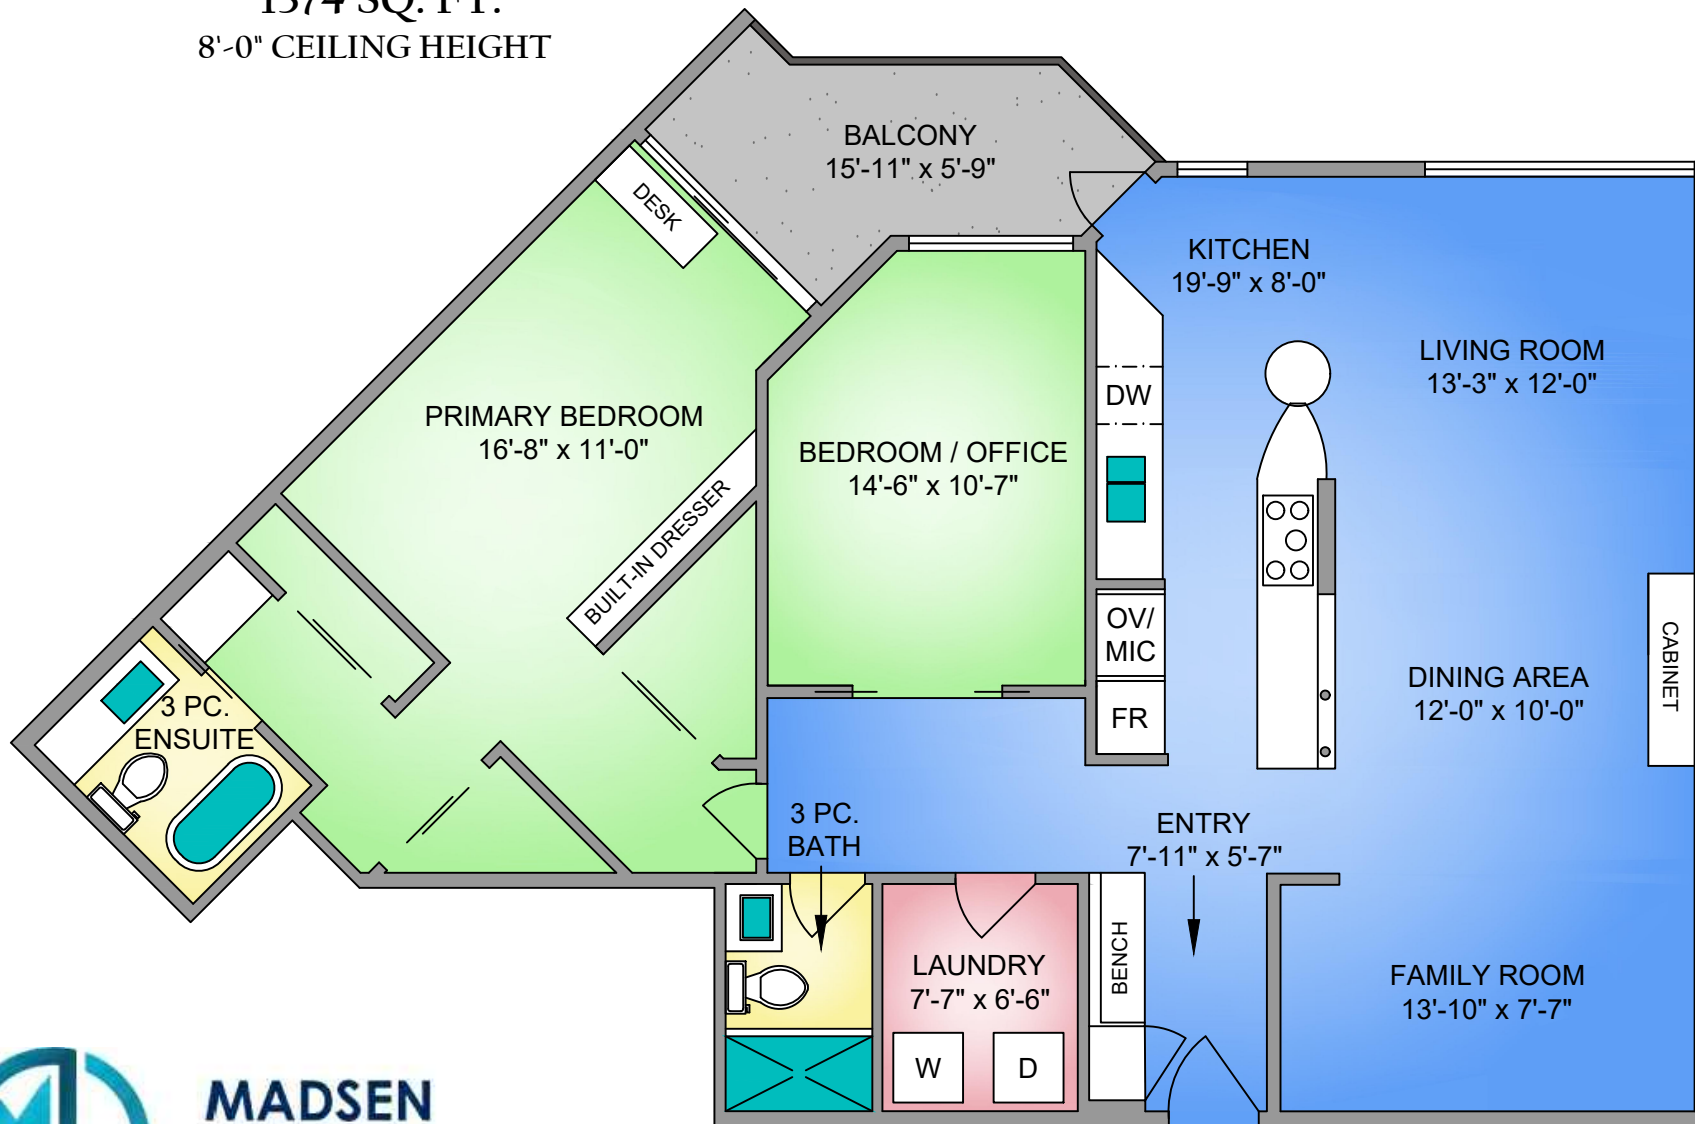 1374 SQ. FT.
8'-0" CEILING HEIGHT
BALCONY
15'-11" x 5'-9"
DESK
KITCHEN
19'-9" x 8'-0"
LIVING ROOM
13'-3" x 12'-0"
DW
PRIMARY BEDROOM
16'-8" x 11'-0"
BEDROOM / OFFICE
14'-6" x 10'-7"
BUILT-IN DRESSER
OV/
MIC
FR
DINING AREA
12'-0" x 10'-0"
CABINET
3 PC.
ENSUITE
3 PC.
BATH
ENTRY
7'-11" x 5'-7"
BENCH
LAUNDRY
7'-7" x 6'-6"
FAMILY ROOM
13'-10" x 7'-7"
W
D
MADSEN